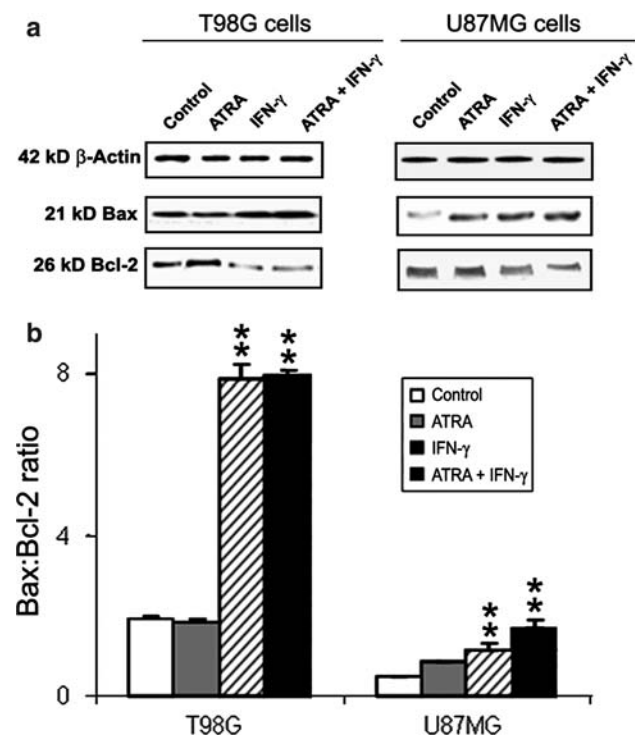 a
T98G cells
U87MG cells
Control ATRA IFN-γ ATRA + IFN-γ
Control ATRA IFN-γ ATRA + IFN-γ
42 kD β-Actin
21 kD Bax
26 kD Bcl-2
b
** ** ** **
8
4
0
Bax:Bcl-2 ratio
Control
ATRA
IFN-γ
ATRA + IFN-γ
T98G U87MG